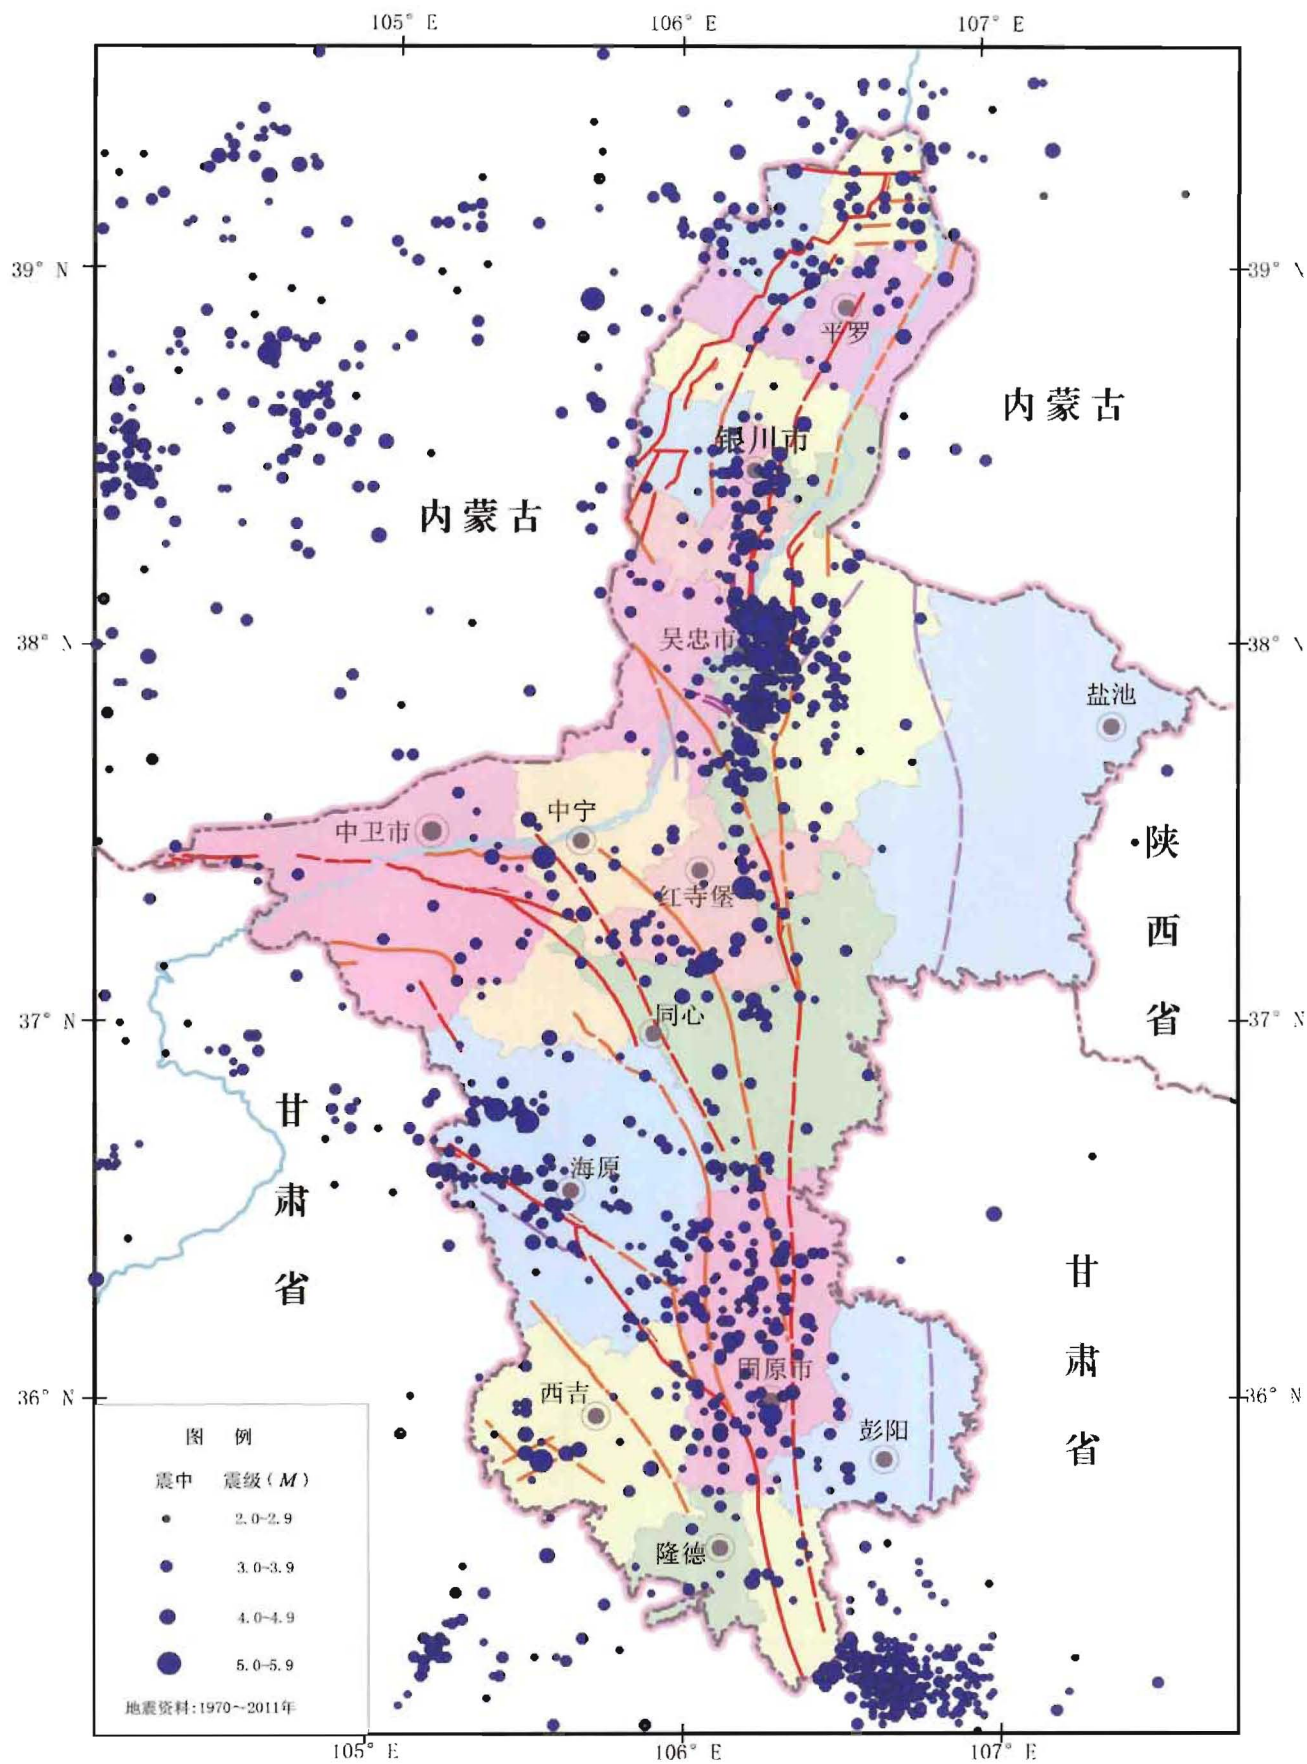 105° E
106° E
107° E
39° N
39° N
平罗
内蒙古
银川市
内蒙古
38°
吴忠市
38° N
盐池
中宁
中卫市
陕西省
红寺堡
37° N
同心
37° N
甘肃省
海原
甘肃省
固原市
36° N
西吉
36° N
彭阳
图 例
震中 震级(M)
2.0-2.9
3.0-3.9
隆德
4.0-4.9
5.0-5.9
地震资料:1970~2011年
105° E
106° E
107° E